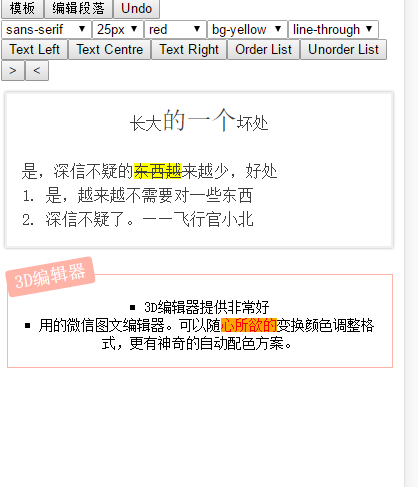 模板 编辑段落 Undo
sans-serif 25px red bg-yellow line-through
Text Left Text Centre Text Right Order List Unorder List
> <
长大的一个坏处
是，深信不疑的东西越来越少，好处
1. 是，越来越不需要对一些东西
2. 深信不疑了。——飞行官小北
3D编辑器
▪ 3D编辑器提供非常好
▪ 用的微信图文编辑器。可以随心所欲的变换颜色调整格
式，更有神奇的自动配色方案。